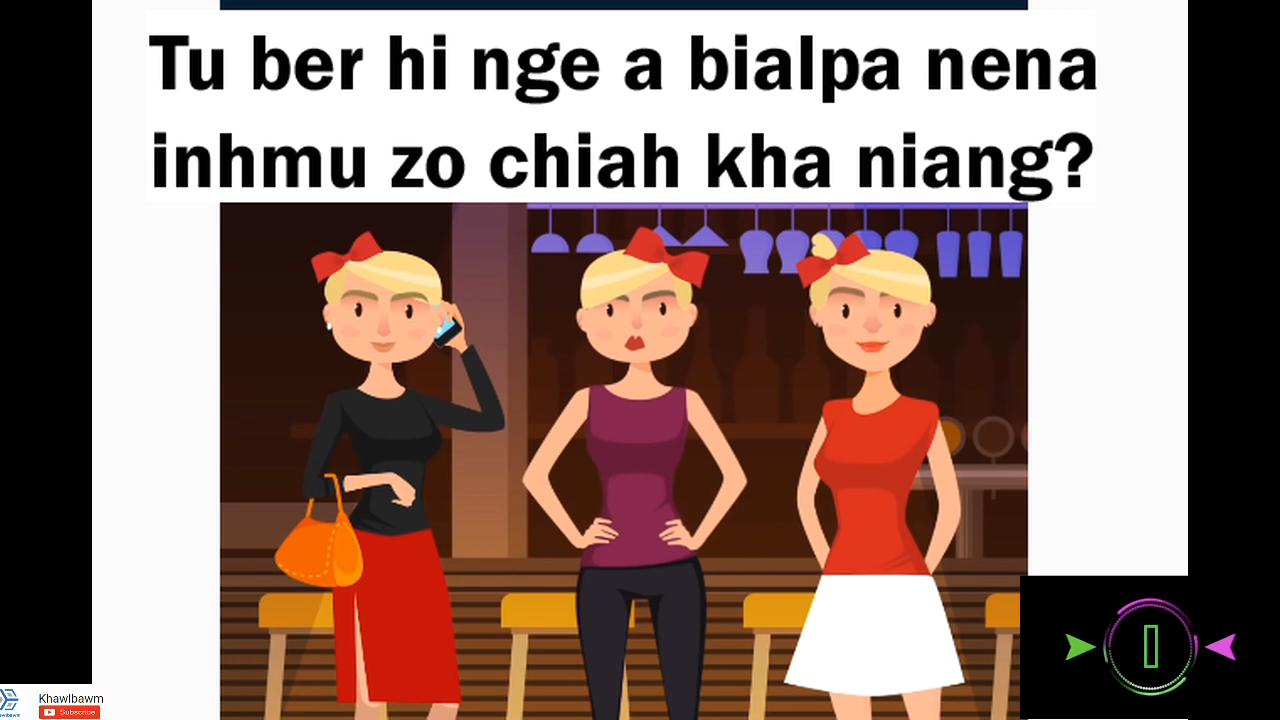 Tu ber hi nge a bialpa nena
inhmu zo chiah kha niang?
Khawlbawm
Subscribe